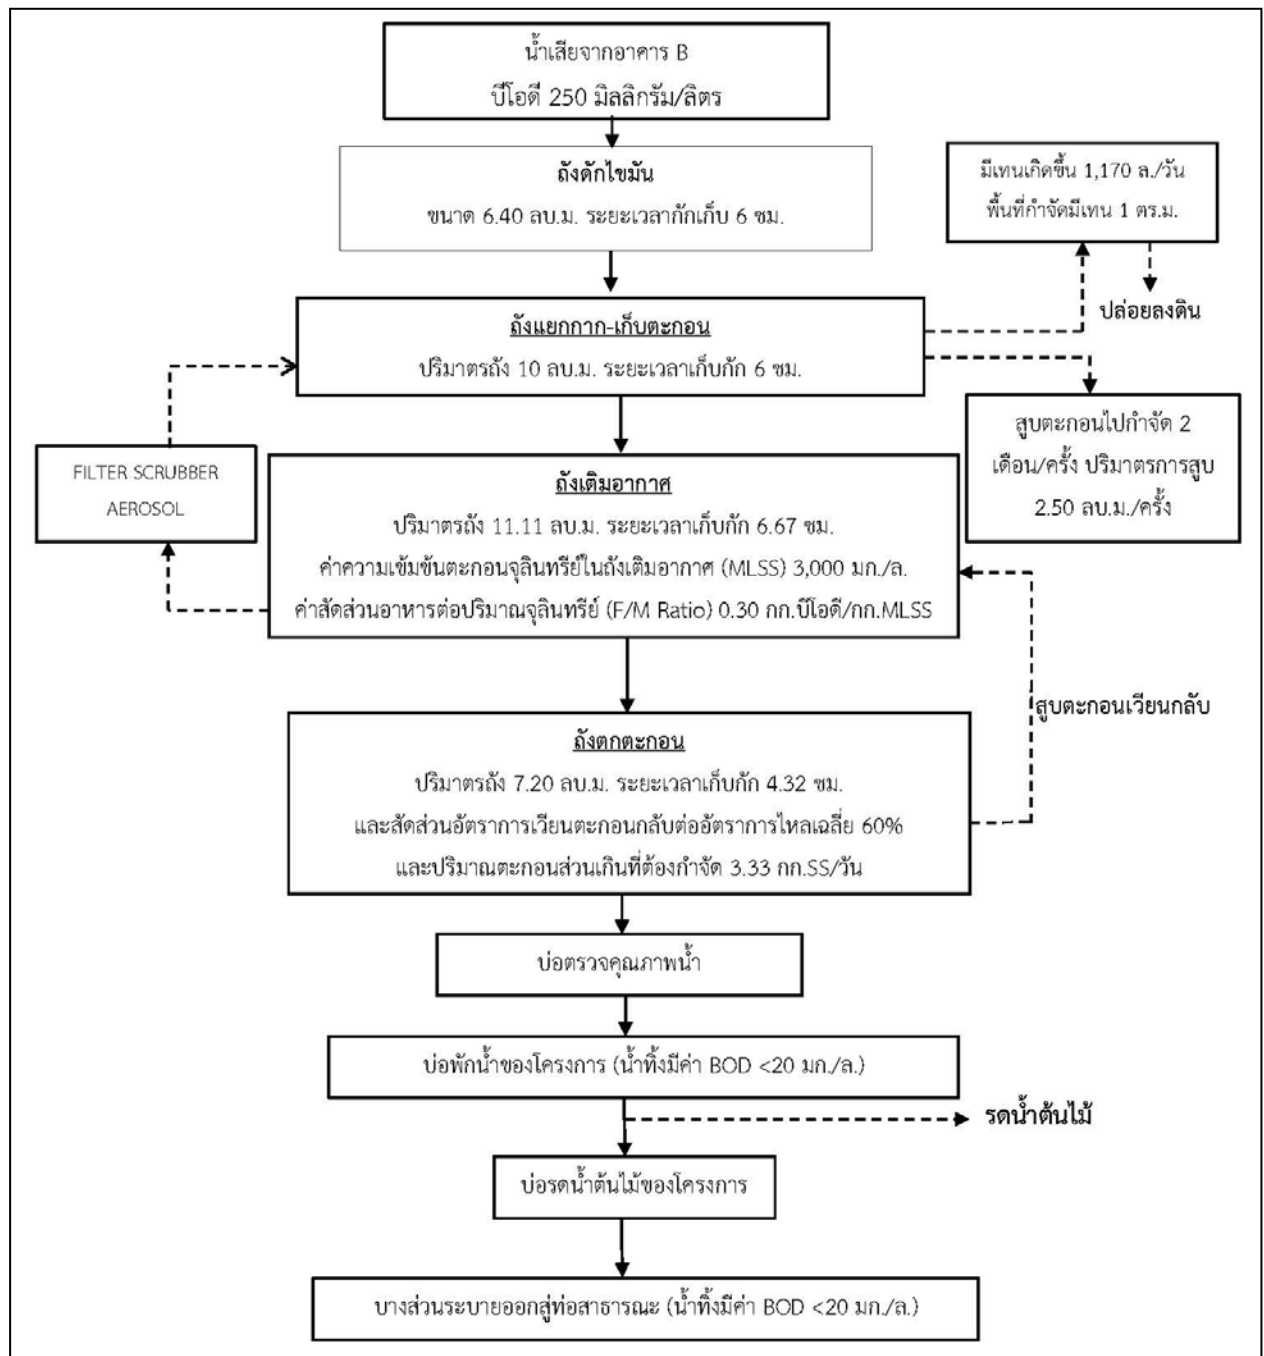 น้ำเสียจากอาคาร B
บีโอดี 250 มิลลิกรัม/ลิตร
ถังดักไขมัน
ขนาด 6.40 ลบ.ม. ระยะเวลากักเก็บ 6 ชม.
มีเทนเกิดขึ้น 1,170 ล./วัน
พื้นที่กำจัดมีเทน 1 ตร.ม.
ปล่อยลงดิน
ถังแยกกาก-เก็บตะกอน
ปริมาตรถัง 10 ลบ.ม. ระยะเวลาเก็บกัก 6 ชม.
สูบตะกอนไปกำจัด 2
เดือน/ครั้ง ปริมาตรการสูบ
2.50 ลบ.ม./ครั้ง
FILTER SCRUBBER
AEROSOL
ถังเติมอากาศ
ปริมาตรถัง 11.11 ลบ.ม. ระยะเวลาเก็บกัก 6.67 ชม.
ค่าความเข้มข้นตะกอนจุลินทรีย์ในถังเติมอากาศ (MLSS) 3,000 มก./ล.
ค่าสัดส่วนอาหารต่อปริมาณจุลินทรีย์ (F/M Ratio) 0.30 กก.บีโอดี/กก.MLSS
สูบตะกอนเวียนกลับ
ถังตกตะกอน
ปริมาตรถัง 7.20 ลบ.ม. ระยะเวลาเก็บกัก 4.32 ชม.
และสัดส่วนอัตราการเวียนตะกอนกลับต่ออัตราการไหลเฉลี่ย 60%
และปริมาณตะกอนส่วนเกินที่ต้องกำจัด 3.33 กก.SS/วัน
บ่อตรวจคุณภาพน้ำ
บ่อพักน้ำของโครงการ (น้ำทิ้งมีค่า BOD <20 มก./ล.)
รดน้ำต้นไม้
บ่อรดน้ำต้นไม้ของโครงการ
บางส่วนระบายออกสู่ท่อสาธารณะ (น้ำทิ้งมีค่า BOD <20 มก./ล.)